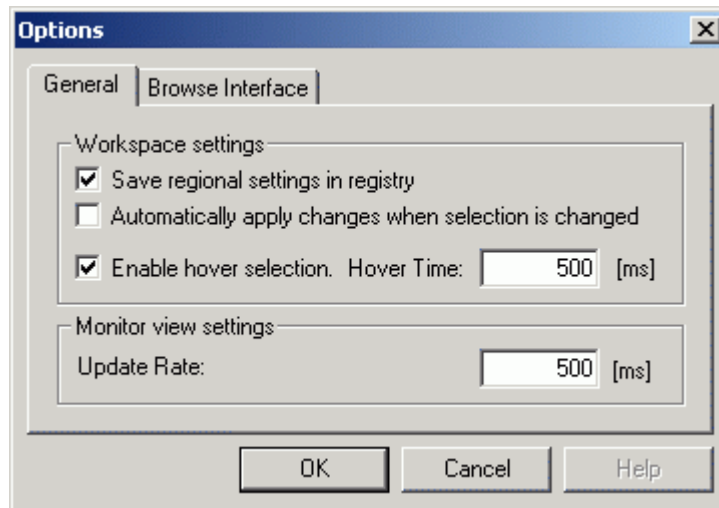 Options
General Browse Interface
Workspace settings
Save regional settings in registry
Automatically apply changes when selection is changed
Enable hover selection. Hover Time: 500 [ms]
Monitor view settings
Update Rate: 500 [ms]
OK Cancel Help